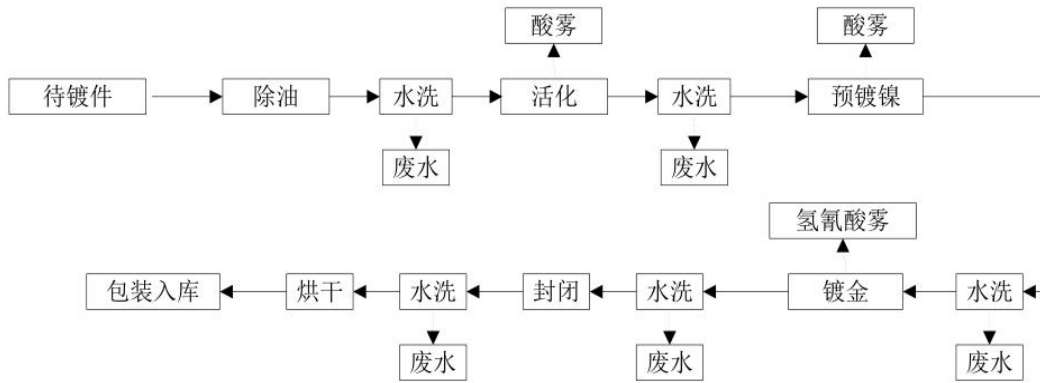 酸雾
酸雾
待镀件
除油
水洗
活化
水洗
预镀镍
废水
废水
氢氰酸雾
包装入库
烘干
水洗
封闭
水洗
镀金
水洗
废水
废水
废水